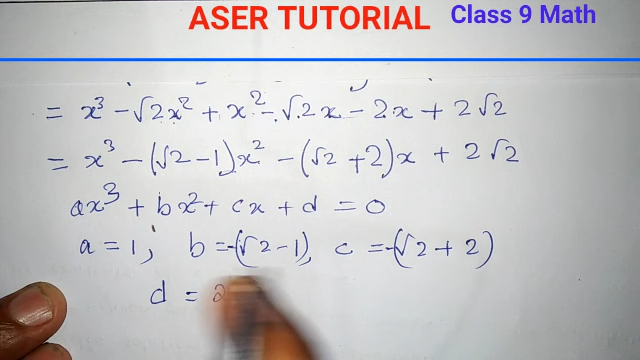 ASER TUTORIAL Class 9 Math
= x³ - √2x² + x² - √2x - 2x + 2√2
= x³ - (√2 - 1)x² - (√2 + 2)x + 2√2
ax³ + bx² + cx + d = 0
a = 1, b = -(√2 - 1), c = -(√2 + 2)
d = 2